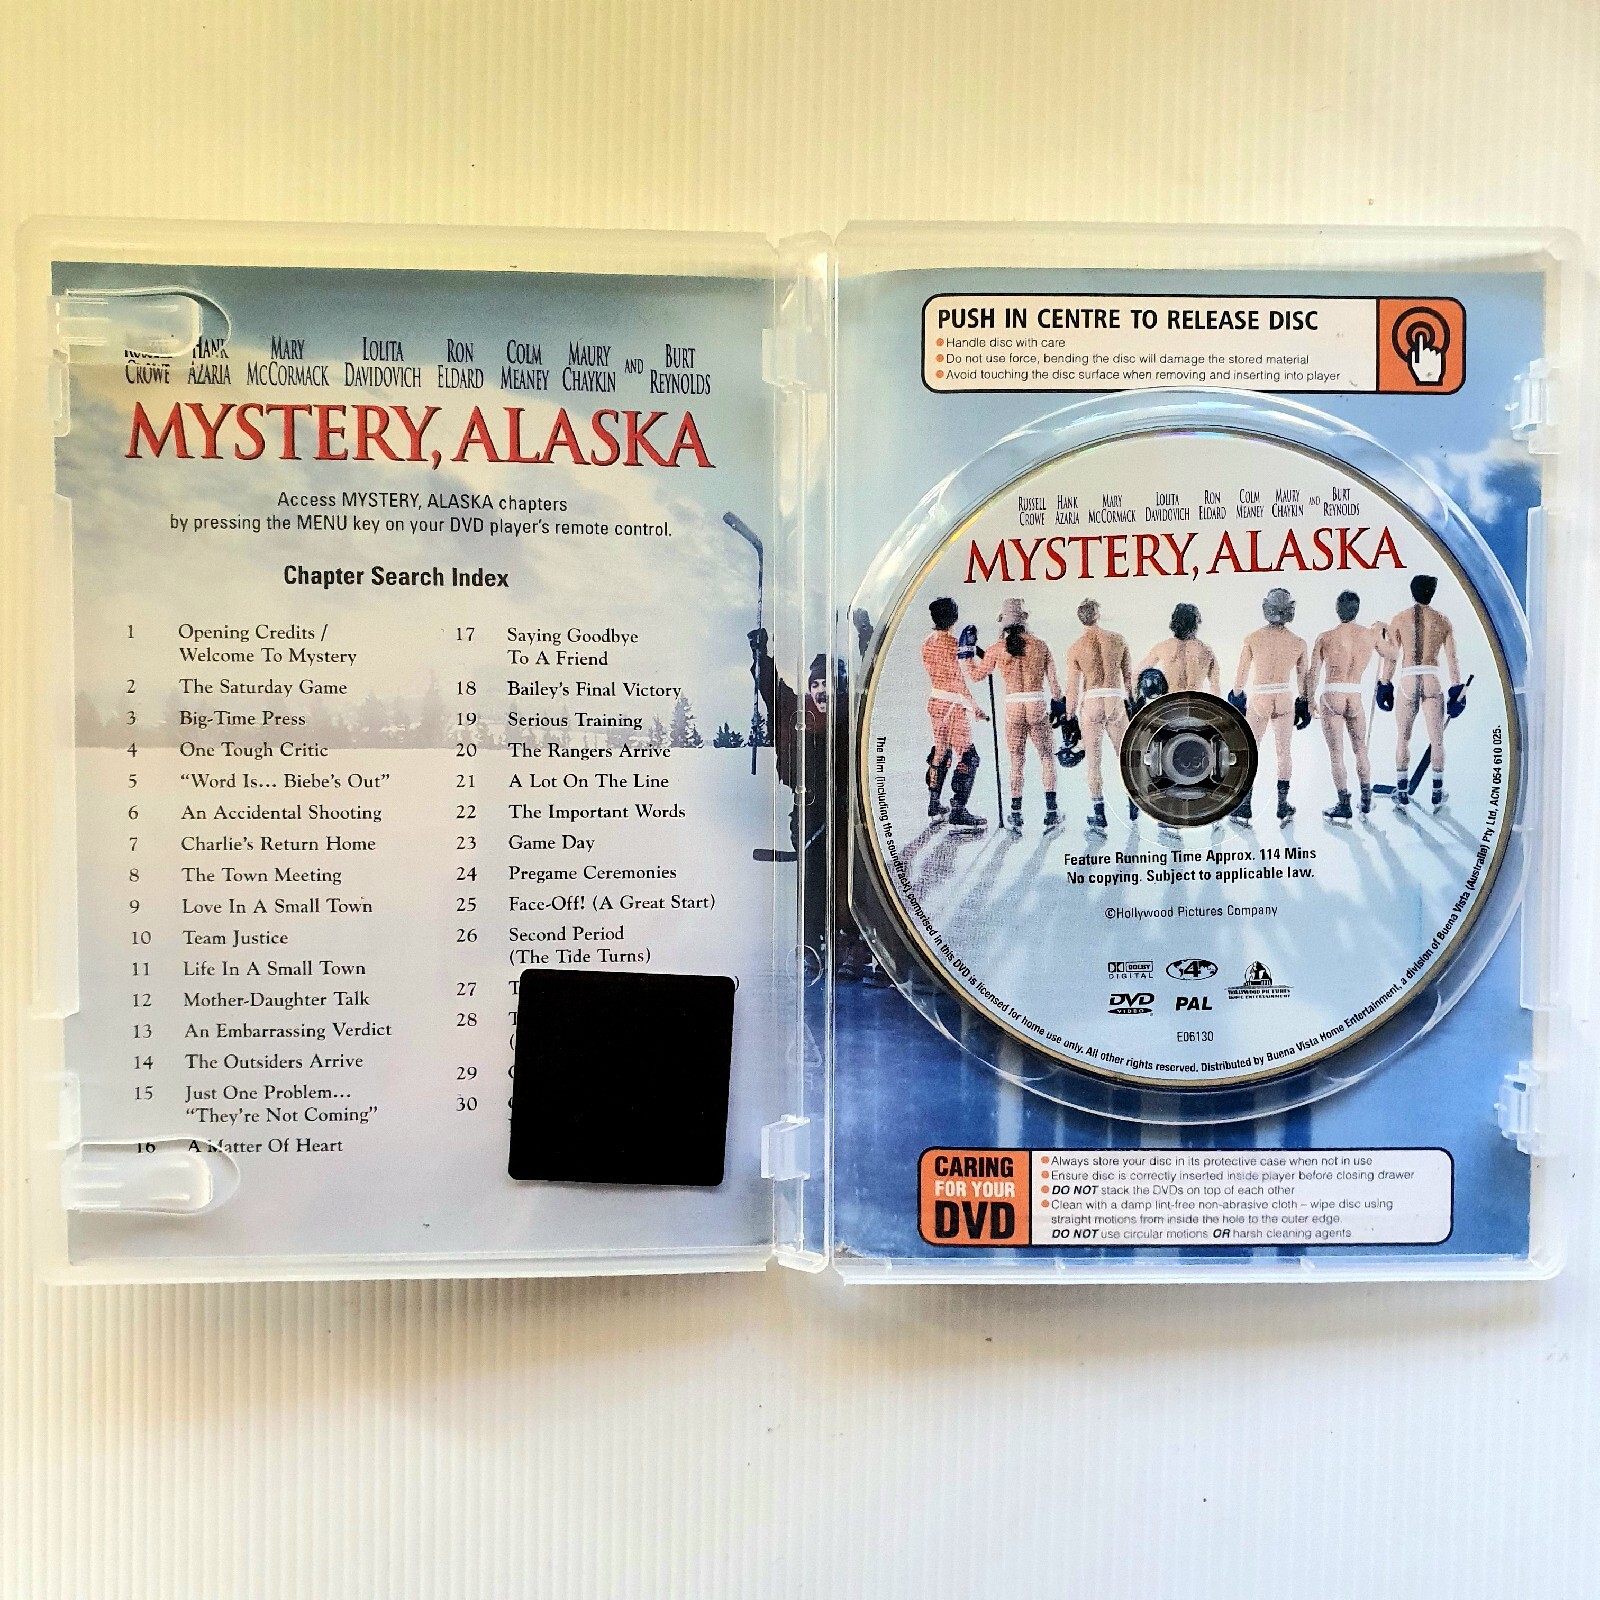 RUSSELL HANK MARY LOLITA RON COLM MAURY AND BURT
CROWE AZARIA McCORMACK DAVIDOVICH ELDARD MEANEY CHAYKIN REYNOLDS
MYSTERY, ALASKA
Access MYSTERY, ALASKA chapters
by pressing the MENU key on your DVD player's remote control.
Chapter Search Index
1 Opening Credits /
Welcome To Mystery
2 The Saturday Game
3 Big-Time Press
4 One Tough Critic
5 “Word Is... Biebe's Out”
6 An Accidental Shooting
7 Charlie's Return Home
8 The Town Meeting
9 Love In A Small Town
10 Team Justice
11 Life In A Small Town
12 Mother-Daughter Talk
13 An Embarrassing Verdict
14 The Outsiders Arrive
15 Just One Problem...
“They're Not Coming”
16 A Matter Of Heart
17 Saying Goodbye
To A Friend
18 Bailey's Final Victory
19 Serious Training
20 The Rangers Arrive
21 A Lot On The Line
22 The Important Words
23 Game Day
24 Pregame Ceremonies
25 Face-Off! (A Great Start)
26 Second Period
(The Tide Turns)
27
28
29
30
PUSH IN CENTRE TO RELEASE DISC
Handle disc with care
Do not use force, bending the disc will damage the stored material
Avoid touching the disc surface when removing and inserting into player
RUSSELL HANK MARY LOLITA RON COLM MAURY AND BURT
CROWE AZARIA McCORMACK DAVIDOVICH ELDARD MEANEY CHAYKIN REYNOLDS
MYSTERY, ALASKA
Feature Running Time Approx. 114 Mins
No copying. Subject to applicable law.
©Hollywood Pictures Company
DOLBY
DIGITAL
4
HOLLYWOOD PICTURES
HOME ENTERTAINMENT
DVD
VIDEO
PAL
E06130
The film (including the soundtrack) comprised in this DVD is licensed for home use only. All other rights reserved. Distributed by Buena Vista Home Entertainment, a division of Buena Vista (Australia) Pty Ltd, ACN 054 610 025.
CARING
FOR YOUR
DVD
Always store your disc in its protective case when not in use
Ensure disc is correctly inserted inside player before closing drawer
DO NOT stack the DVDs on top of each other
Clean with a damp lint-free non-abrasive cloth – wipe disc using
straight motions from inside the hole to the outer edge.
DO NOT use circular motions OR harsh cleaning agents